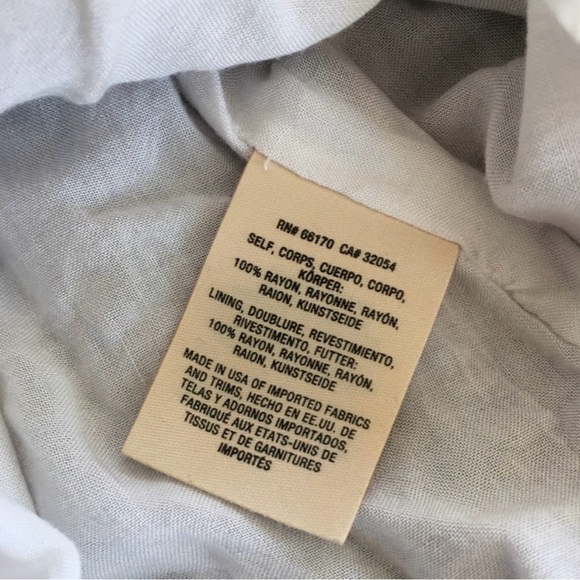 RN# 66170 CA# 32054
SELF, CORPS, CUERPO, CORPO,
KÖRPER:
100% RAYON, RAYONNE, RAYÓN,
RAION, KUNSTSEIDE
LINING, DOUBLURE, REVESTIMIENTO,
RIVESTIMENTO, FUTTER:
100% RAYON, RAYONNE, RAYÓN,
RAION, KUNSTSEIDE
MADE IN USA OF IMPORTED FABRICS
AND TRIMS, HECHO EN EE.UU. DE
TELAS Y ADORNOS IMPORTADOS,
FABRIQUÉ AUX ETATS-UNIS DE
TISSUS ET DE GARNITURES
IMPORTÉS